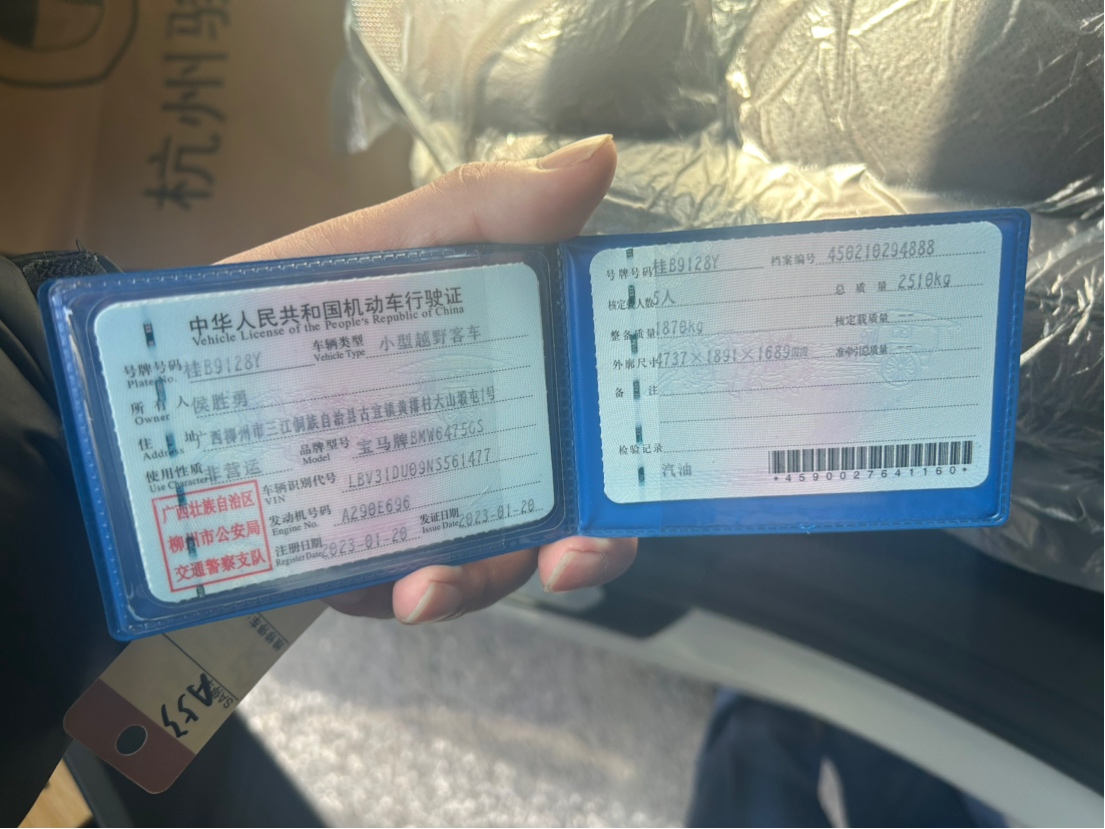 杭州
中华人民共和国机动车行驶证
Vehicle License of the People's Republic of China
号牌号码 桂B9128Y 车辆类型 小型越野客车
Plate No. Vehicle Type
所有人 侯胜勇
Owner
住址 广西柳州市三江侗族自治县古宜镇黄排村大山塅屯1号
Address
使用性质 非营运 品牌型号 宝马牌BMW6475GS
Use Character Model
车辆识别代号 LBV31DU09NS561477
VIN
发动机号码 A290E696
Engine No.
注册日期 2023-01-20 发证日期 2023-01-20
Register Date Issue Date
广西壮族自治区
柳州市公安局
交通警察支队
号牌号码 桂B9128Y 档案编号 450210294888
核定载人数 5人 总质量 2510kg
整备质量 1870kg 核定载质量 --
外廓尺寸 4737×1891×1689mm 准牵引总质量 --
备注
检验记录
汽油
*4590027641160*
A53